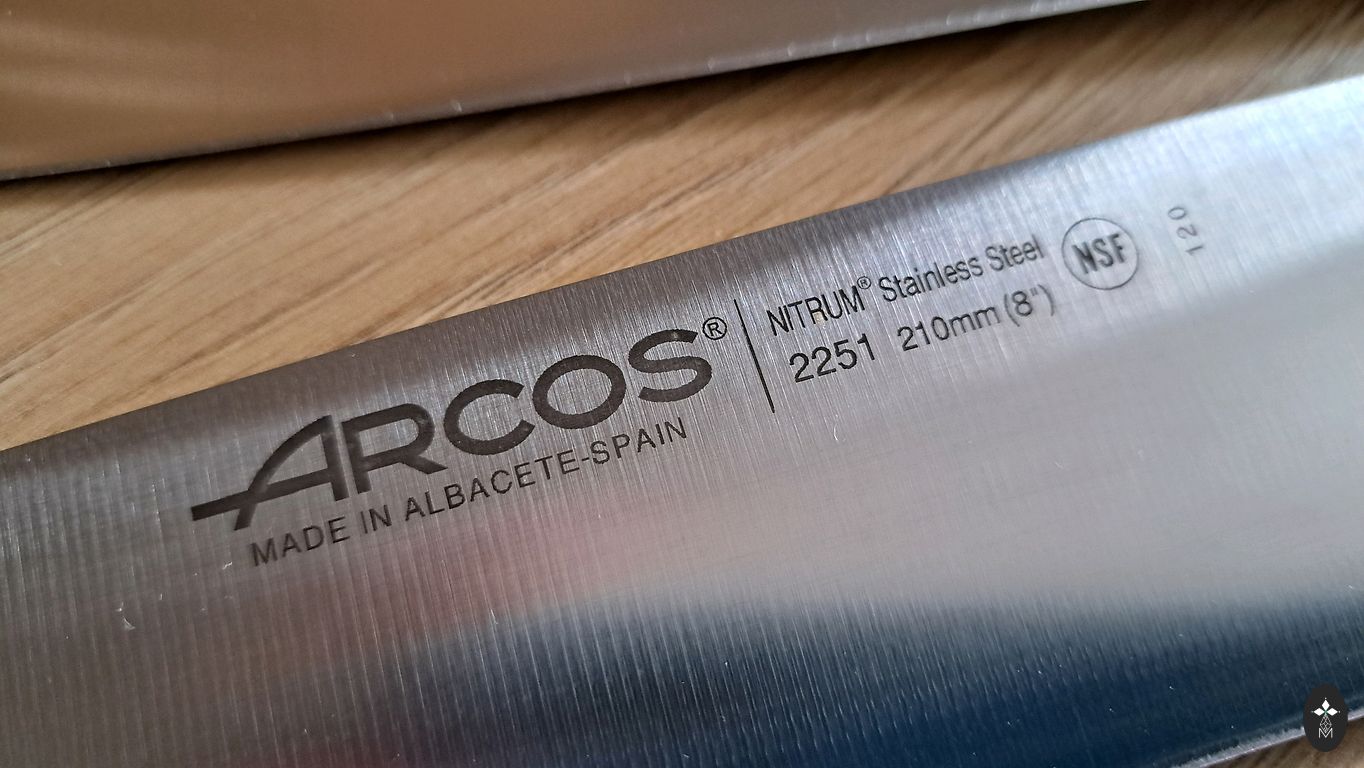 ARCOS®
MADE IN ALBACETE-SPAIN
NITRUM® Stainless Steel
2251 210mm (8")
NSF
120
M